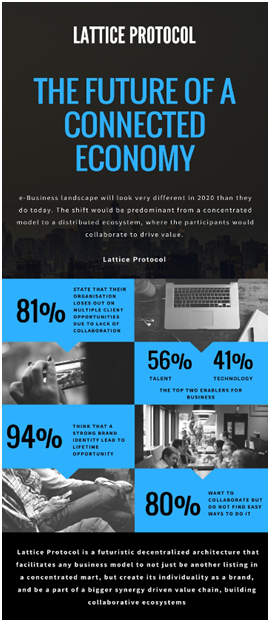 LATTICE PROTOCOL
THE FUTURE OF A
CONNECTED
ECONOMY
e-Business landscape will look very different in 2020 than they
do today. The shift would be predominant from a concentrated
model to a distributed ecosystem, where the participants would
collaborate to drive value.
Lattice Protocol
81%
STATE THAT THEIR
ORGANISATION
LOSES OUT ON
MULTIPLE CLIENT
OPPORTUNITIES
DUE TO LACK OF
COLLABORATION
56%
TALENT
41%
TECHNOLOGY
THE TOP TWO ENABLERS FOR
BUSINESS
94%
THINK THAT A
STRONG BRAND
IDENTITY LEAD TO
LIFETIME
OPPORTUNITY
80%
WANT TO
COLLABORATE BUT
DO NOT FIND EASY
WAYS TO DO IT
Lattice Protocol is a futuristic decentralized architecture that
facilitates any business model to not just be another listing in
a concentrated mart, but create its individuality as a brand,
and be a part of a bigger synergy driven value chain, building
collaborative ecosystems